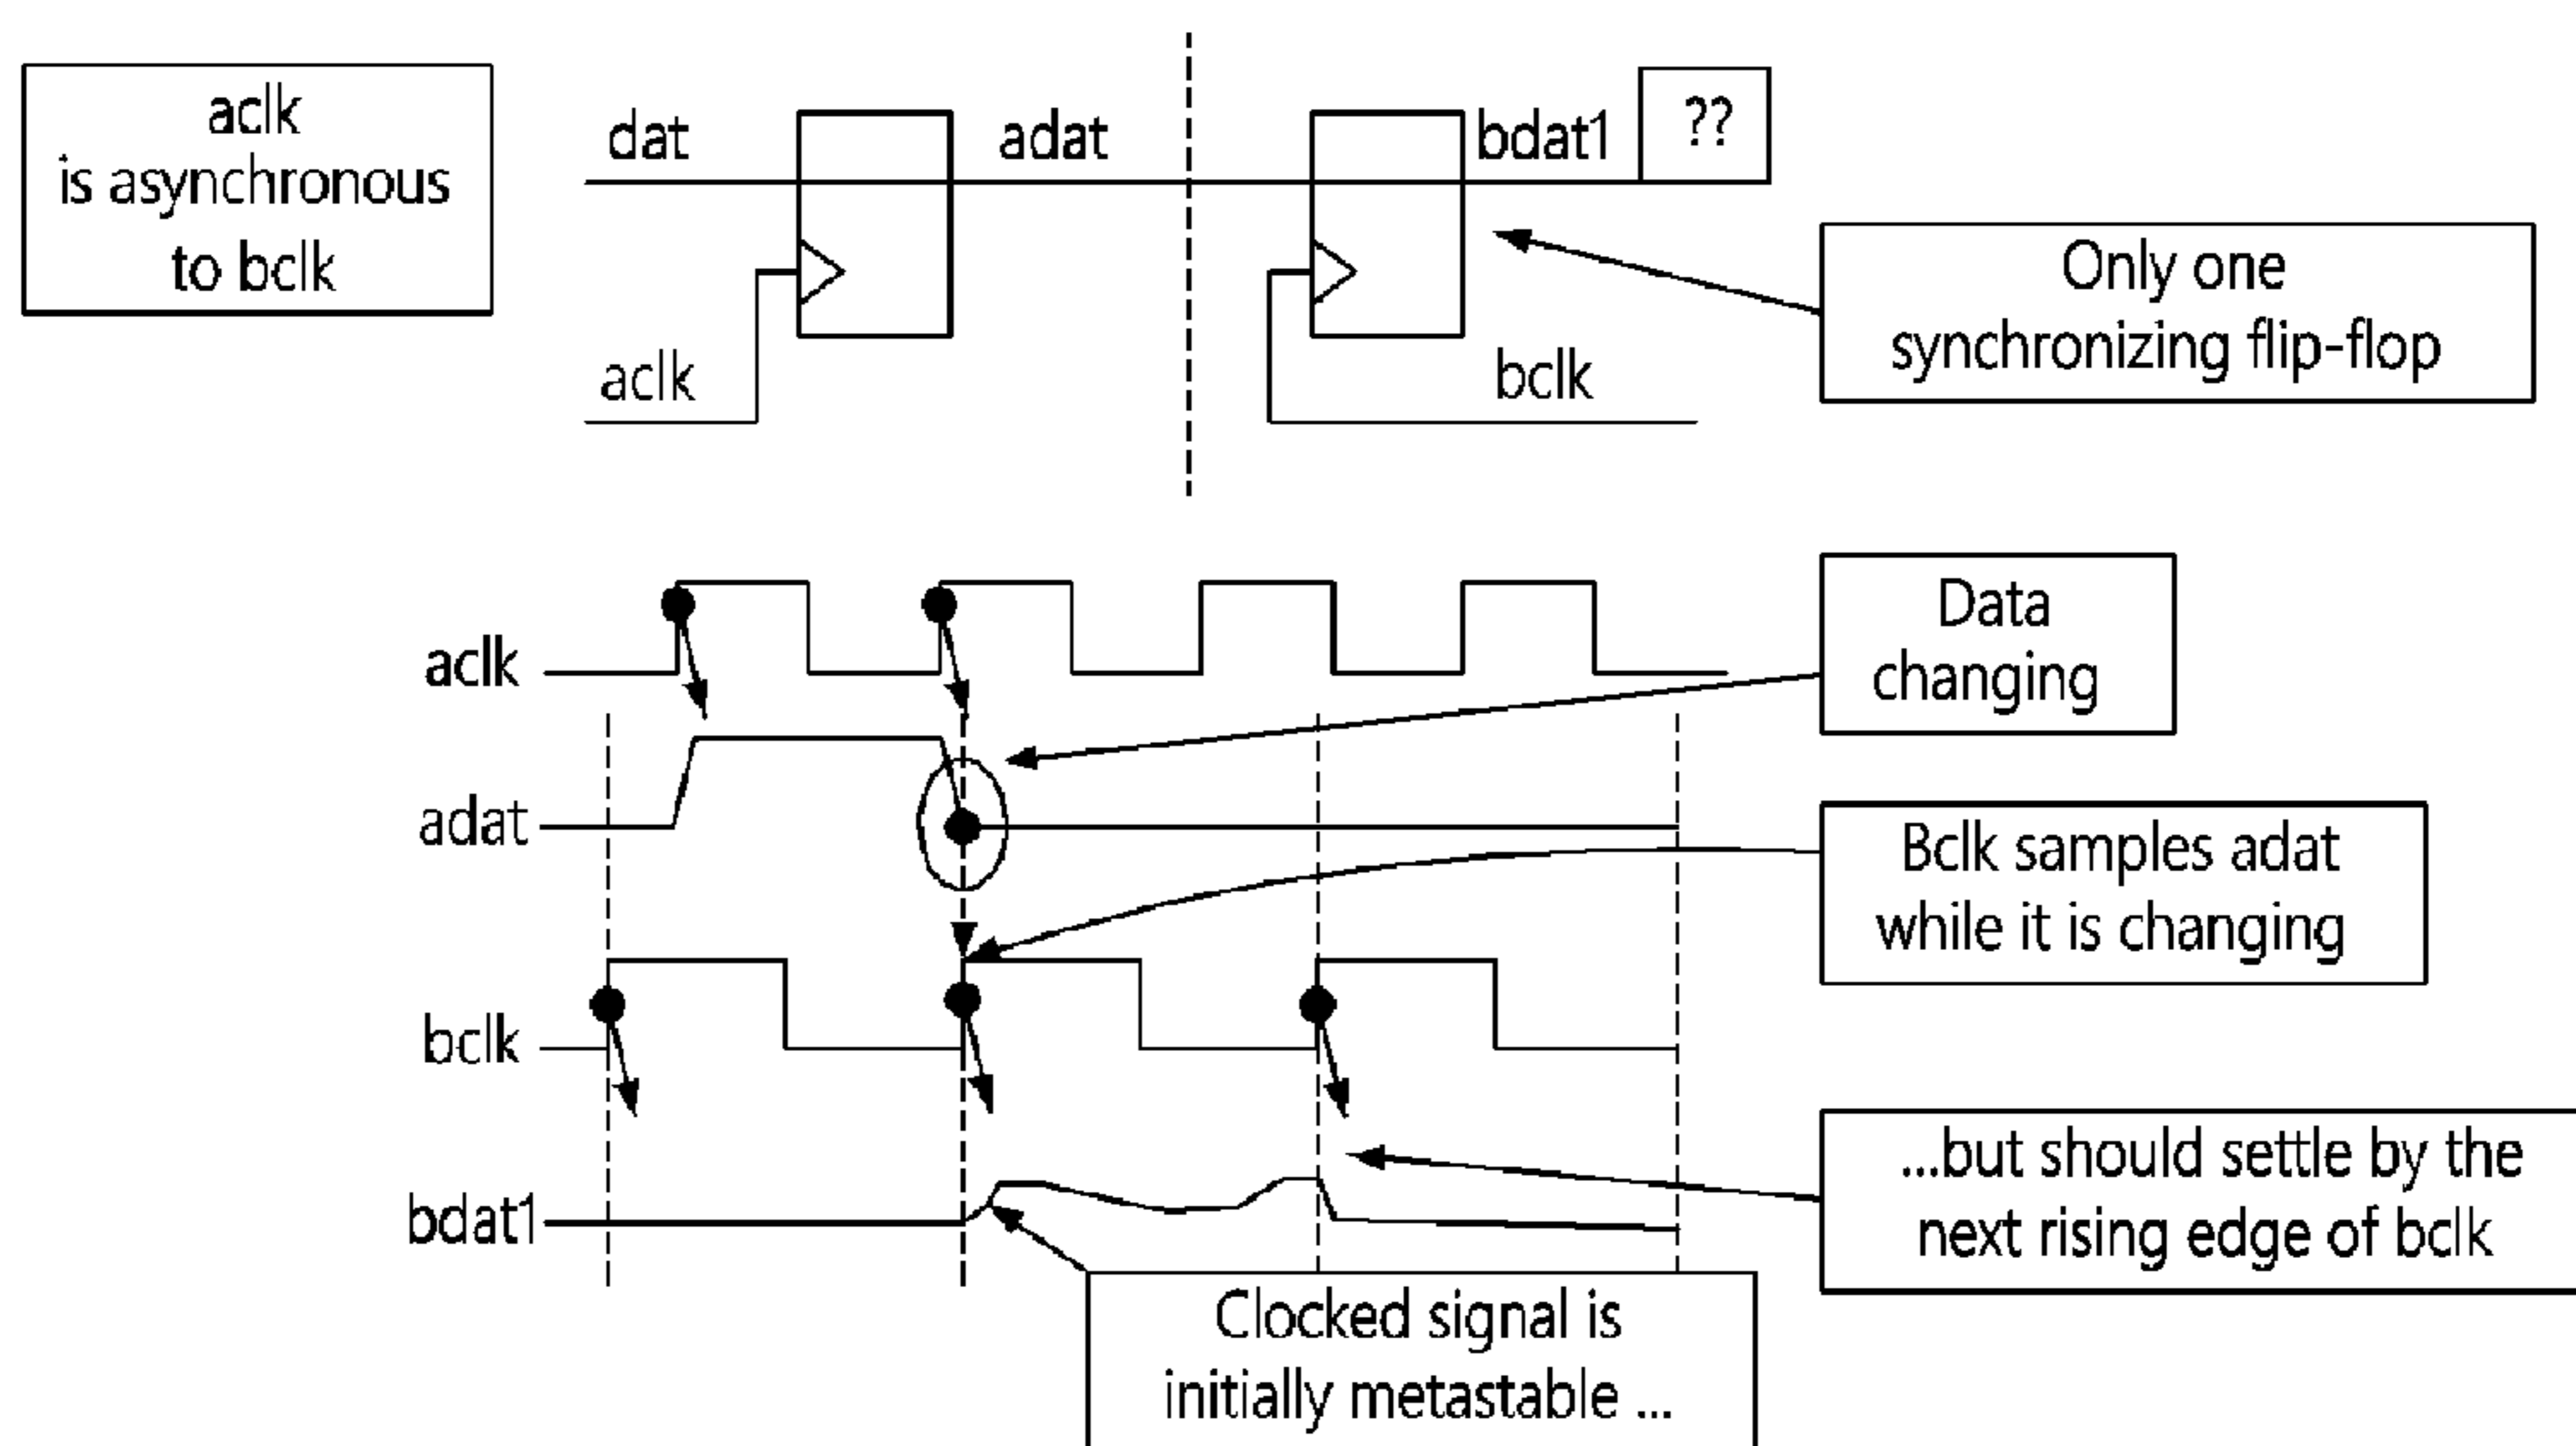 aclk
is asynchronous
to bclk
dat
adat
bdat1
??
aclk
bclk
Only one
synchronizing flip-flop
aclk
Data
changing
adat
Bclk samples adat
while it is changing
bclk
...but should settle by the
next rising edge of bclk
bdat1
Clocked signal is
initially metastable ...